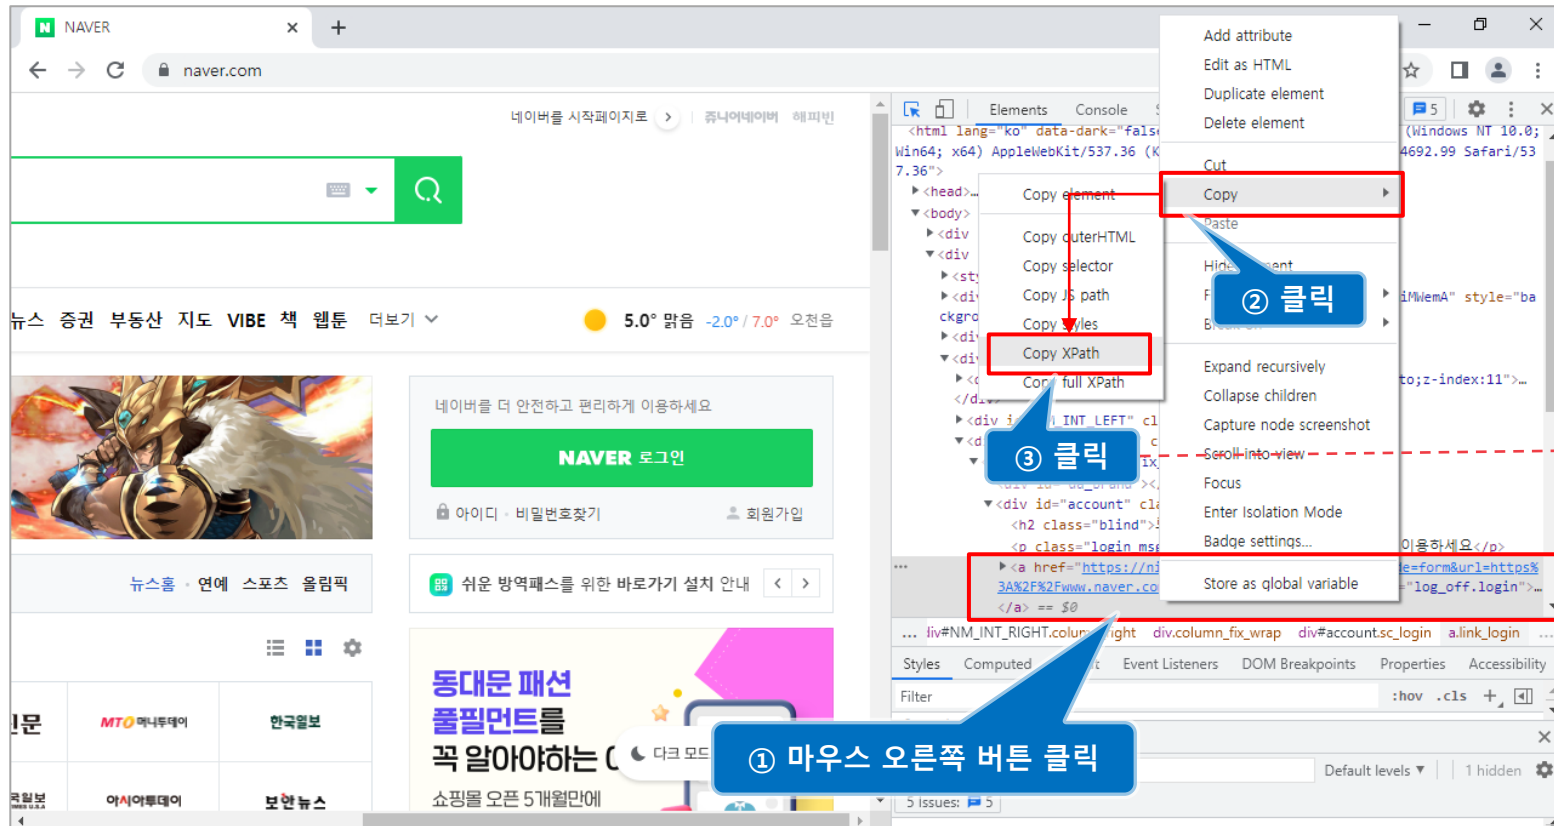 NAVER
naver.com
네이버를 시작페이지로
쥬니어네이버 해피빈
뉴스 증권 부동산 지도 VIBE 책 웹툰 더보기
5.0° 맑음 -2.0° / 7.0° 오천읍
네이버를 더 안전하고 편리하게 이용하세요
NAVER 로그인
아이디 · 비밀번호찾기
회원가입
뉴스홈 · 연예 스포츠 올림픽
쉬운 방역패스를 위한 바로가기 설치 안내
동대문 패션
풀필먼트를
꼭 알아야하는
쇼핑몰 오픈 5개월만에
다크 모드
MTO 머니투데이
한국일보
아시아투데이
보안뉴스
Elements Console
5
<html lang="ko" data-dark="false
(Windows NT 10.0;
Win64; x64) AppleWebKit/537.36 (K
4692.99 Safari/53
7.36">
<head>…
<body>
<div
<div
iMWemA" style="ba
ckgro
to;z-index:11">…
_INT_LEFT" cl
<div id="account" cla
<h2 class="blind">
<p class="login_msg
이용하세요</p>
<a href="https://ni
e=form&url=https%
3A%2F%2Fwww.naver.co
="log_off.login">…
</a> == $0
Add attribute
Edit as HTML
Duplicate element
Delete element
Cut
Copy
Paste
Hide element
Expand recursively
Collapse children
Capture node screenshot
Scroll into view
Focus
Enter Isolation Mode
Badge settings...
Store as global variable
Copy element
Copy outerHTML
Copy selector
Copy JS path
Copy styles
Copy XPath
Copy full XPath
② 클릭
③ 클릭
① 마우스 오른쪽 버튼 클릭
div#NM_INT_RIGHT.column_right div.column_fix_wrap div#account.sc_login a.link_login
Styles Computed Event Listeners DOM Breakpoints Properties Accessibility
Filter
:hov .cls +
Default levels ▼ 1 hidden
5 Issues: 5